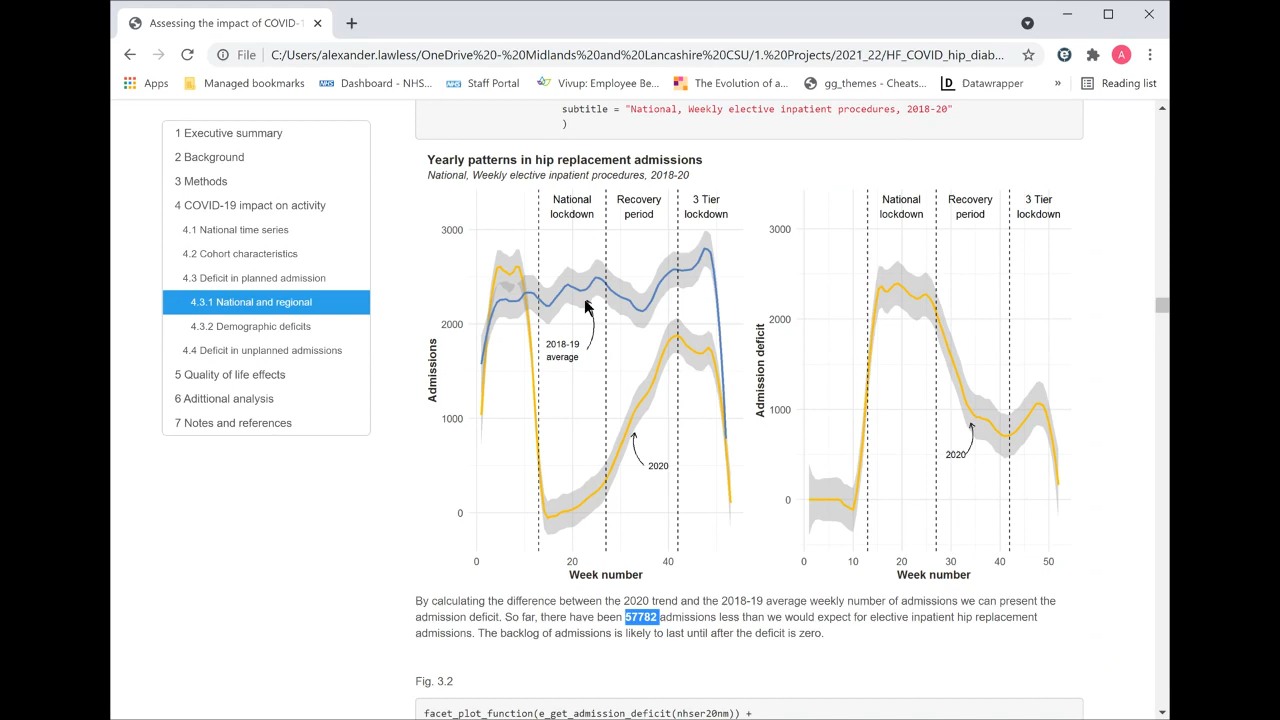 Assessing the impact of COVID-1
File
C:/Users/alexander.lawless/OneDrive%20-%20Midlands%20and%20Lancashire%20CSU/1.%20Projects/2021_22/HF_COVID_hip_diab...
A
Apps
Managed bookmarks
Dashboard - NHS...
Staff Portal
Virvup: Employee Be...
The Evolution of a...
gg_themes - Cheats...
D
Datawrapper
»
Reading list
subtitle = "National, Weekly elective inpatient procedures, 2018-20"
)
1 Executive summary
2 Background
3 Methods
4 COVID-19 impact on activity
4.1 National time series
4.2 Cohort characteristics
4.3 Deficit in planned admission
4.3.1 National and regional
4.3.2 Demographic deficits
4.4 Deficit in unplanned admissions
5 Quality of life effects
6 Adittional analysis
7 Notes and references
Yearly patterns in hip replacement admissions
National, Weekly elective inpatient procedures, 2018-20
National lockdown
Recovery period
3 Tier lockdown
3000
2000
1000
0
Admissions
2018-19 average
2020
0 20 40
Week number
National lockdown
Recovery period
3 Tier lockdown
3000
2000
1000
0
Admission deficit
2020
0 10 20 30 40 50
Week number
By calculating the difference between the 2020 trend and the 2018-19 average weekly number of admissions we can present the
admission deficit. So far, there have been 57782 admissions less than we would expect for elective inpatient hip replacement
admissions. The backlog of admissions is likely to last until after the deficit is zero.
Fig. 3.2
facet_plot_function(e_get_admission_deficit(nhser20nm)) +